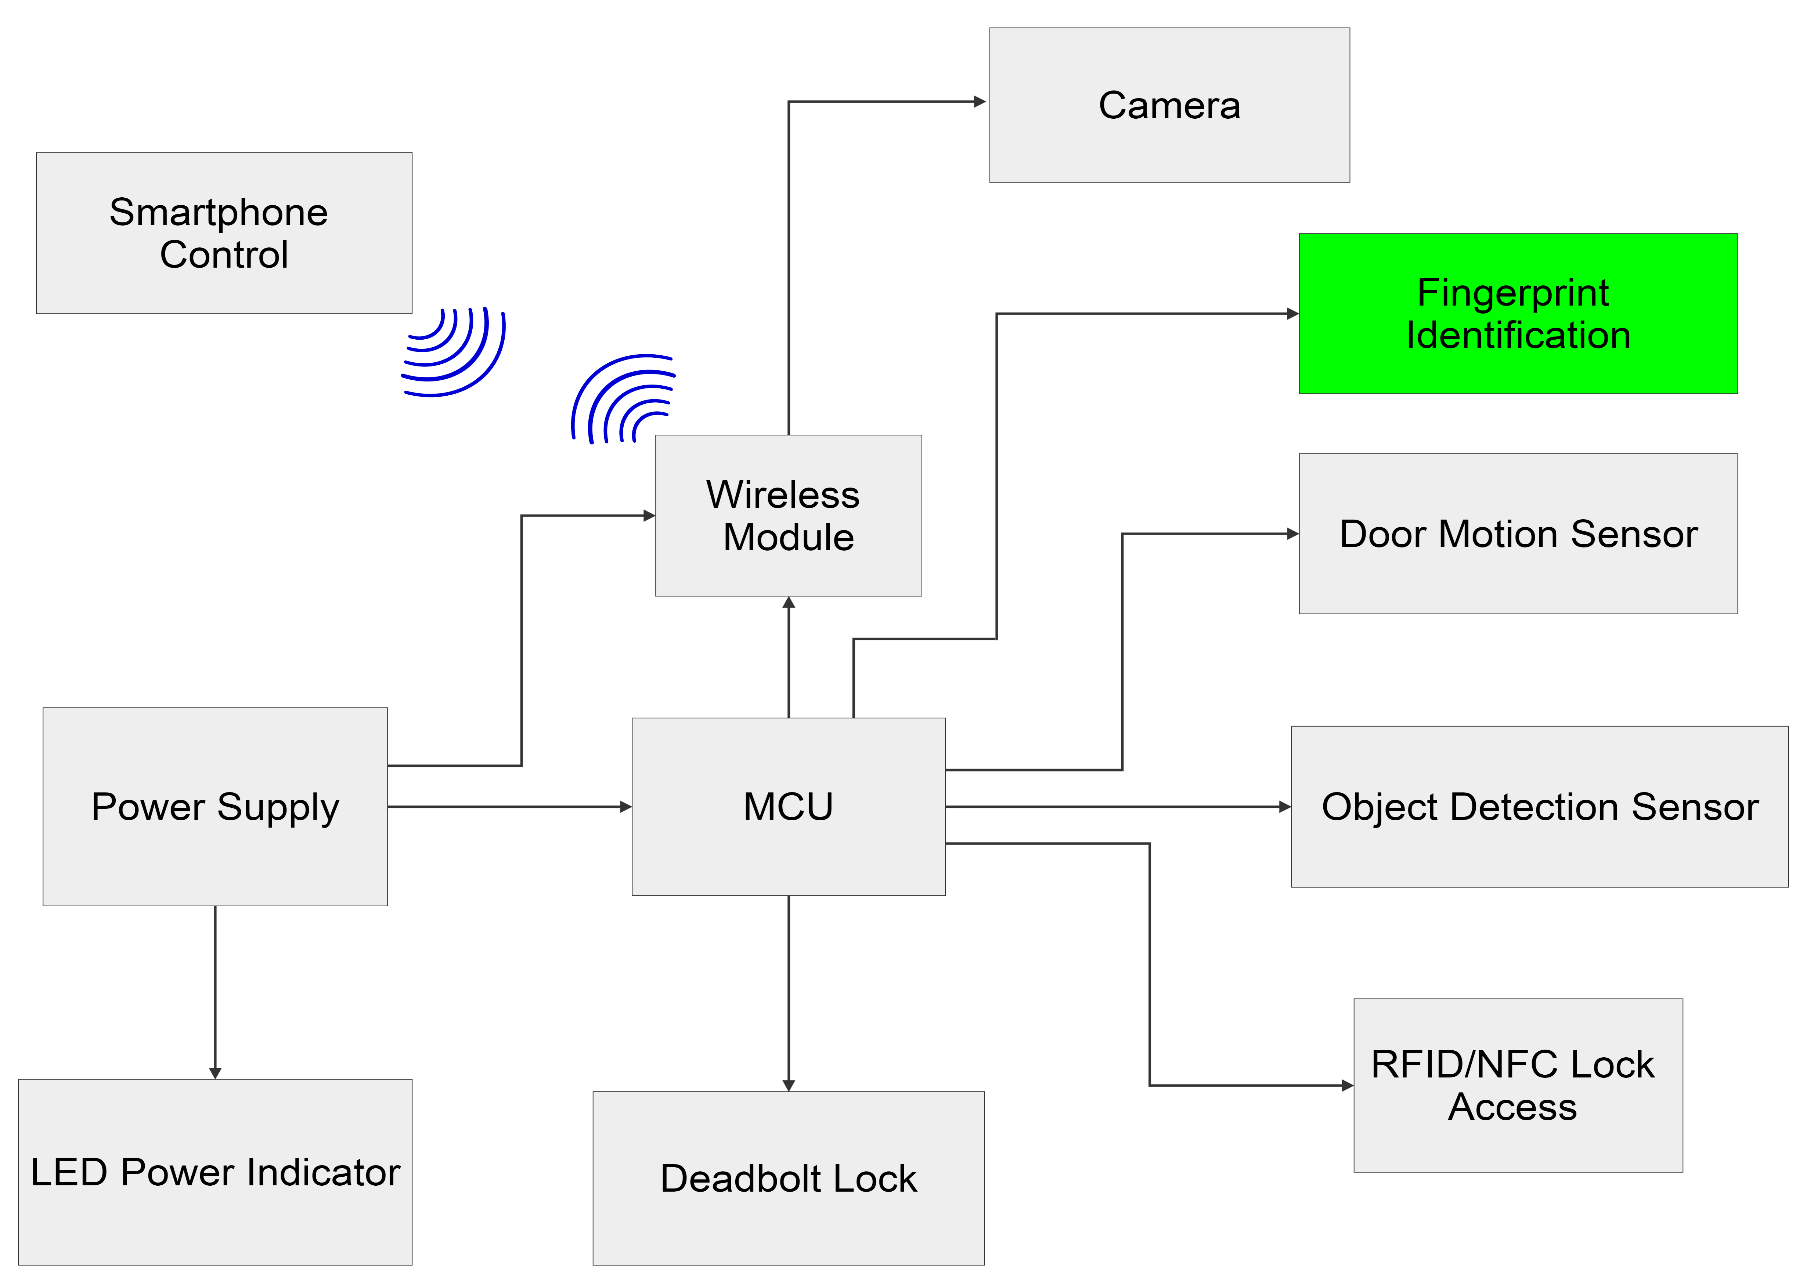 Camera
Smartphone
Control
Fingerprint
Identification
Wireless
Module
Door Motion Sensor
Power Supply
MCU
Object Detection Sensor
RFID/NFC Lock
Access
LED Power Indicator
Deadbolt Lock